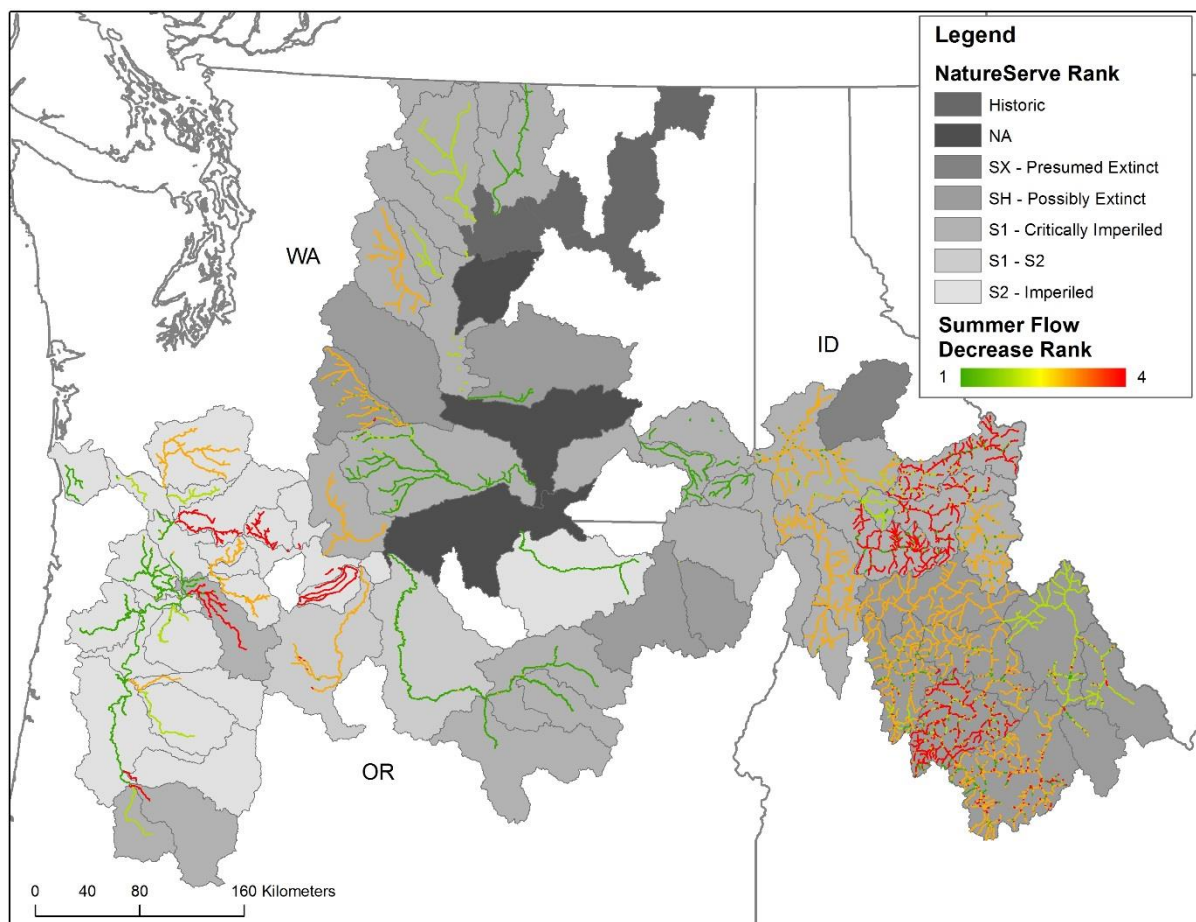 Legend
NatureServe Rank
Historic
NA
SX - Presumed Extinct
SH - Possibly Extinct
S1 - Critically Imperiled
S1 - S2
S2 - Imperiled
Summer Flow
Decrease Rank
1 4
WA
ID
OR
0 40 80 160 Kilometers